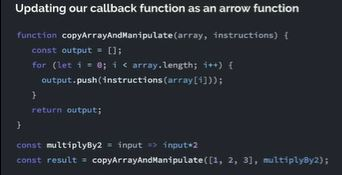 Updating our callback function as an arrow function
function copyArrayAndManipulate(array, instructions) {
const output = [];
for (let i = 0; i < array.length; i++) {
output.push(instructions(array[i]));
}
return output;
}
const multiplyBy2 = input => input*2
const result = copyArrayAndManipulate([1, 2, 3], multiplyBy2);